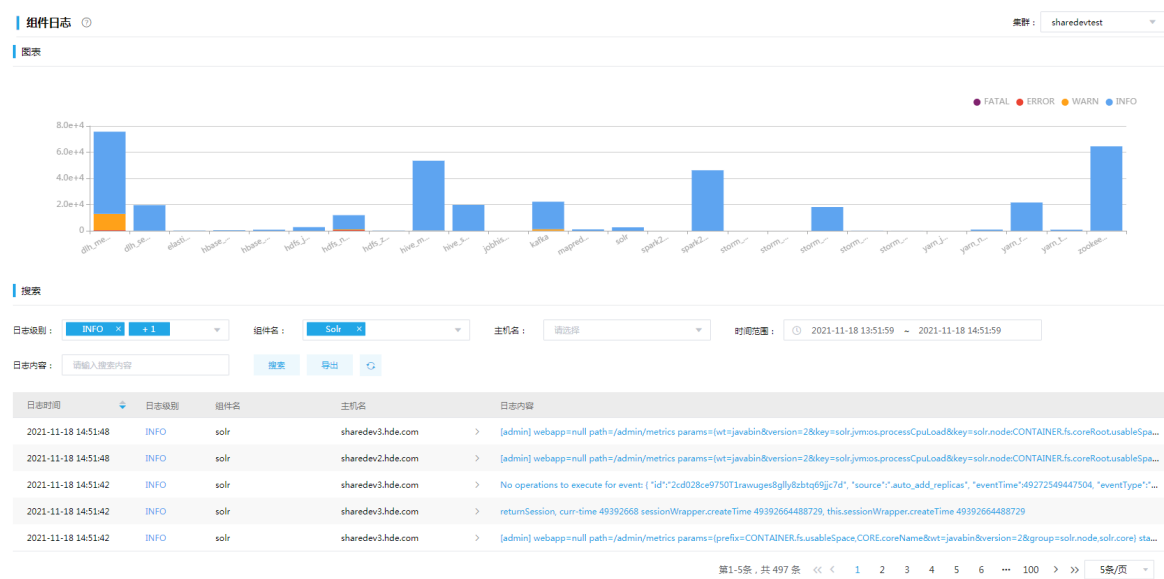 组件日志
集群： sharedevtest
图表
FATAL ERROR WARN INFO
8.0e+4
6.0e+4
4.0e+4
2.0e+4
0
dlh_me... dlh_se... elasti... hbase_... hbase_... hdfs_j... hdfs_n... hdfs_z... hive_m... hive_s... jobhis... kafka mapred... solr spark2... spark2... storm_... storm_... storm_... storm_... storm_... yarn_j... yarn_n... yarn_r... yarn_t... zookee...
搜索
日志级别： INFO × + 1 组件名： Solr × 主机名： 请选择 时间范围： 2021-11-18 13:51:59 ~ 2021-11-18 14:51:59
日志内容： 请输入搜索内容 搜索 导出
日志时间 日志级别 组件名 主机名 日志内容
2021-11-18 14:51:48 INFO solr sharedev3.hde.com > [admin] webapp=null path=/admin/metrics params={wt=javabin&version=2&key=solr.jvm:os.processCpuLoad&key=solr.node:CONTAINER.fs.coreRoot.usableSpa...
2021-11-18 14:51:48 INFO solr sharedev2.hde.com > [admin] webapp=null path=/admin/metrics params={wt=javabin&version=2&key=solr.jvm:os.processCpuLoad&key=solr.node:CONTAINER.fs.coreRoot.usableSpa...
2021-11-18 14:51:42 INFO solr sharedev3.hde.com > No operations to execute for event: { "id":"2cd028ce9750T1rawuges8glly8zbtq69jjc7d", "source":".auto_add_replicas", "eventTime":49272549447504, "eventType":"...
2021-11-18 14:51:42 INFO solr sharedev3.hde.com > returnSession, curr-time 49392668 sessionWrapper.createTime 49392664488729, this.sessionWrapper.createTime 49392664488729
2021-11-18 14:51:42 INFO solr sharedev3.hde.com > [admin] webapp=null path=/admin/metrics params={prefix=CONTAINER.fs.usableSpace,CORE.coreName&wt=javabin&version=2&group=solr.node,solr.core} sta...
第1-5条，共 497 条 << < 1 2 3 4 5 6 ••• 100 > >> 5条/页